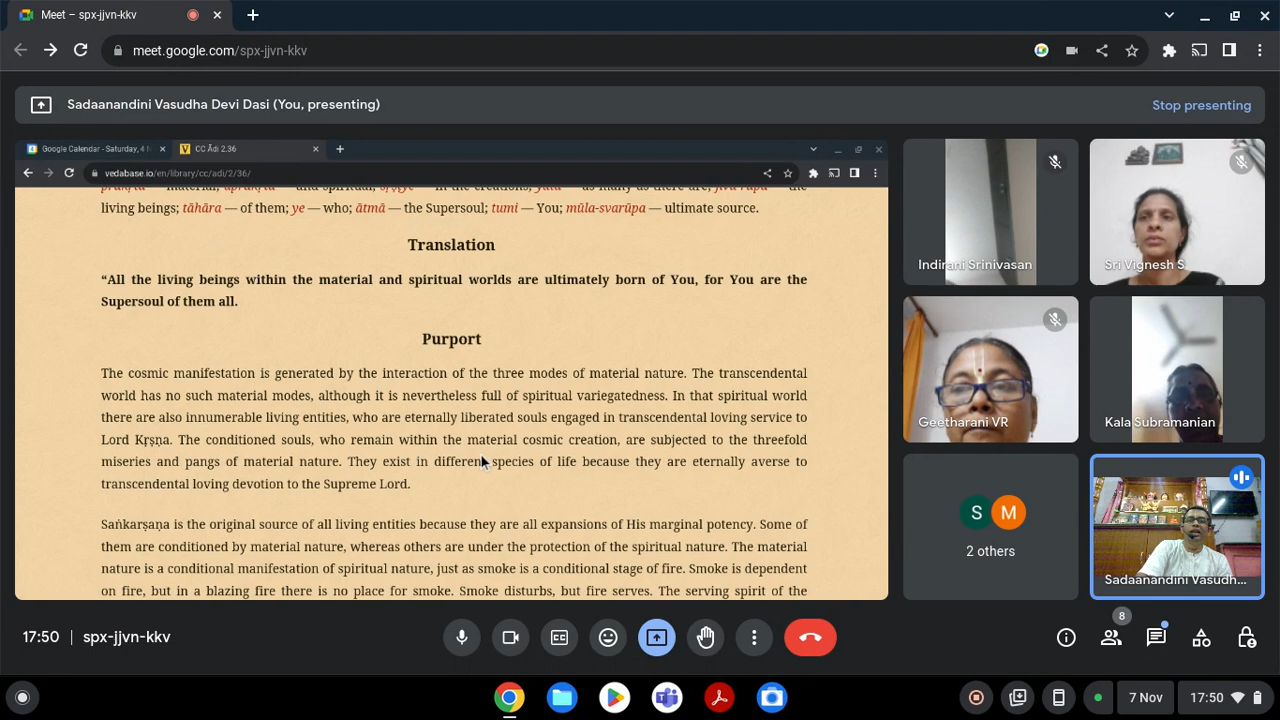 Meet – spx-jjvn-kkv
meet.google.com/spx-jjvn-kkv
Sadaanandini Vasudha Devi Dasi (You, presenting)
Stop presenting
Google Calendar - Saturday, 4
CC Ādi 2.36
vedabase.io/en/library/cc/adi/2/36/
living beings; tāhāra — of them; ye — who; ātmā — the Supersoul; tumi — You; mūla-svarūpa — ultimate source.
Translation
“All the living beings within the material and spiritual worlds are ultimately born of You, for You are the
Supersoul of them all.
Purport
The cosmic manifestation is generated by the interaction of the three modes of material nature. The transcendental
world has no such material modes, although it is nevertheless full of spiritual variegatedness. In that spiritual world
there are also innumerable living entities, who are eternally liberated souls engaged in transcendental loving service to
Lord Kṛṣṇa. The conditioned souls, who remain within the material cosmic creation, are subjected to the threefold
miseries and pangs of material nature. They exist in different species of life because they are eternally averse to
transcendental loving devotion to the Supreme Lord.
Saṅkarṣaṇa is the original source of all living entities because they are all expansions of His marginal potency. Some of
them are conditioned by material nature, whereas others are under the protection of the spiritual nature. The material
nature is a conditional manifestation of spiritual nature, just as smoke is a conditional stage of fire. Smoke is dependent
on fire, but in a blazing fire there is no place for smoke. Smoke disturbs, but fire serves. The serving spirit of the
Indirani Srinivasan
Sri Vignesh S
Geetharani VR
Kala Subramanian
S
M
2 others
Sadaanandini Vasudh...
17:50
spx-jjvn-kkv
8
7 Nov
17:50